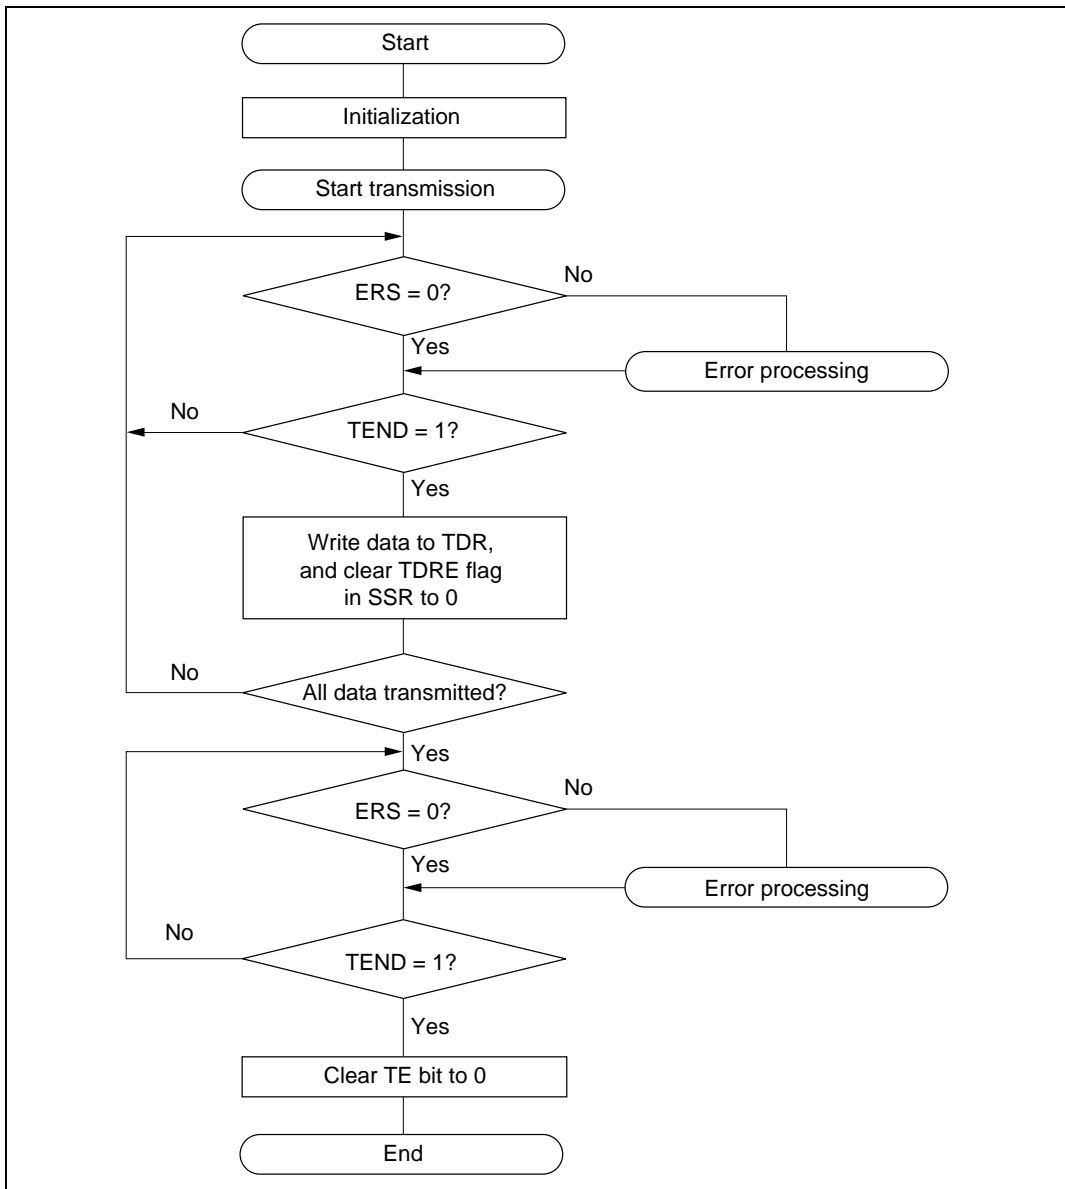 Start
Initialization
Start transmission
ERS = 0?
No
Yes
Error processing
No
TEND = 1?
Yes
Write data to TDR,
and clear TDRE flag
in SSR to 0
No
All data transmitted?
Yes
ERS = 0?
No
Yes
Error processing
No
TEND = 1?
Yes
Clear TE bit to 0
End